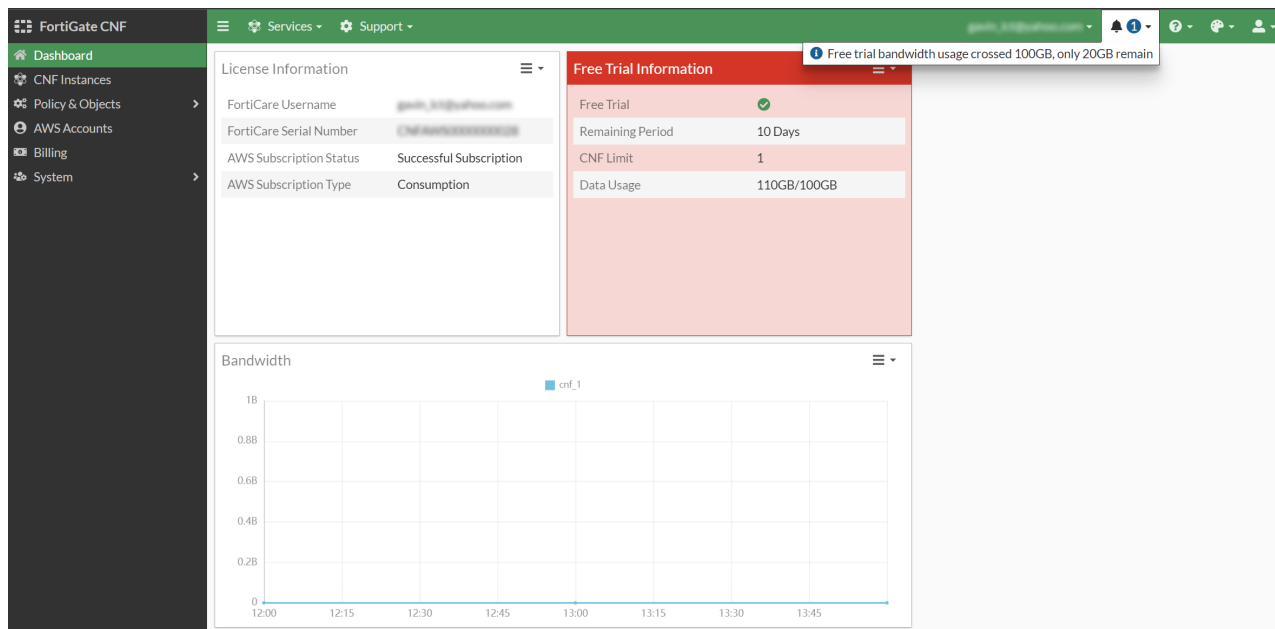 FortiGate CNF
Services
Support
1
Free trial bandwidth usage crossed 100GB, only 20GB remain
Dashboard
CNF Instances
Policy & Objects
AWS Accounts
Billing
System
License Information
FortiCare Username
FortiCare Serial Number
AWS Subscription Status Successful Subscription
AWS Subscription Type Consumption
Free Trial Information
Free Trial
Remaining Period 10 Days
CNF Limit 1
Data Usage 110GB/100GB
Bandwidth
cnf_1
1B
0.8B
0.6B
0.4B
0.2B
0
12:00 12:15 12:30 12:45 13:00 13:15 13:30 13:45